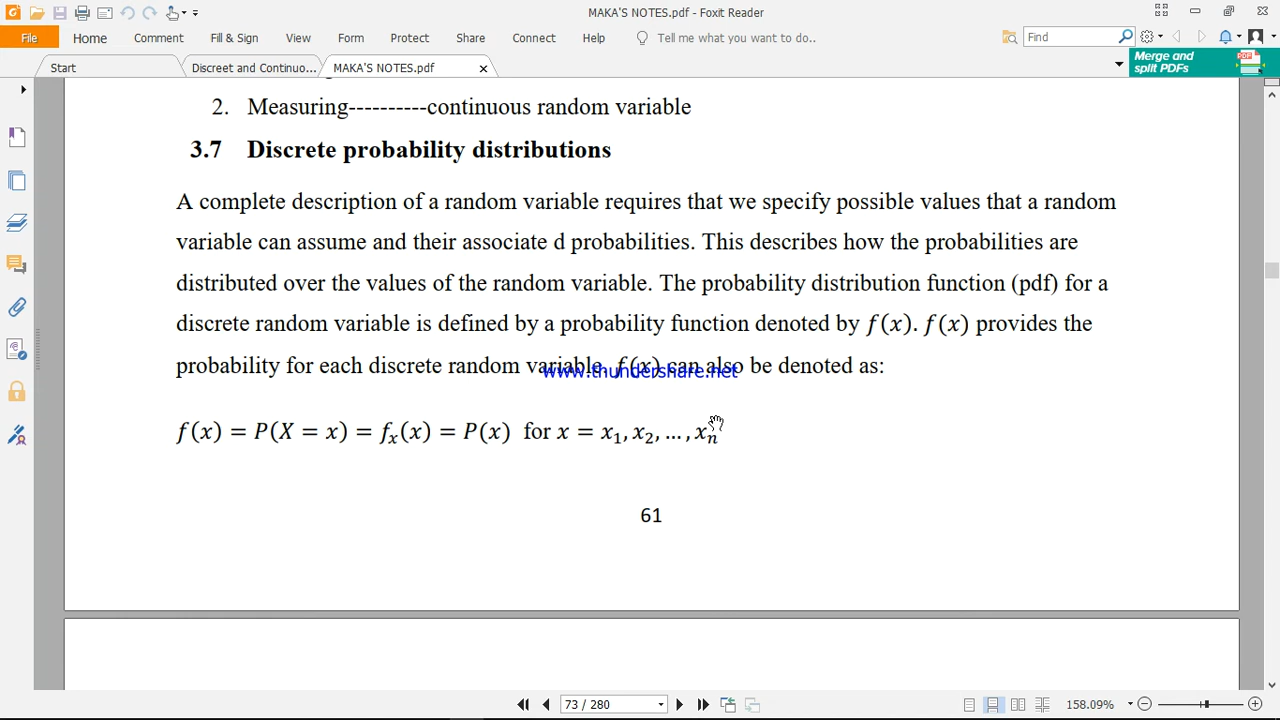 MAKA'S NOTES.pdf - Foxit Reader
File Home Comment Fill & Sign View Form Protect Share Connect Help Tell me what you want to do.. Find
Start Discreet and Continuo... MAKA'S NOTES.pdf
Merge and
split PDFs
2. Measuring----------continuous random variable
3.7 Discrete probability distributions
A complete description of a random variable requires that we specify possible values that a random
variable can assume and their associate d probabilities. This describes how the probabilities are
distributed over the values of the random variable. The probability distribution function (pdf) for a
discrete random variable is defined by a probability function denoted by f(x). f(x) provides the
probability for each discrete random variable. f(x) can also be denoted as:
www.thundershare.net
f(x) = P(X = x) = fₓ(x) = P(x) for x = x₁, x₂, … , xₙ
61
73 / 280
158.09%